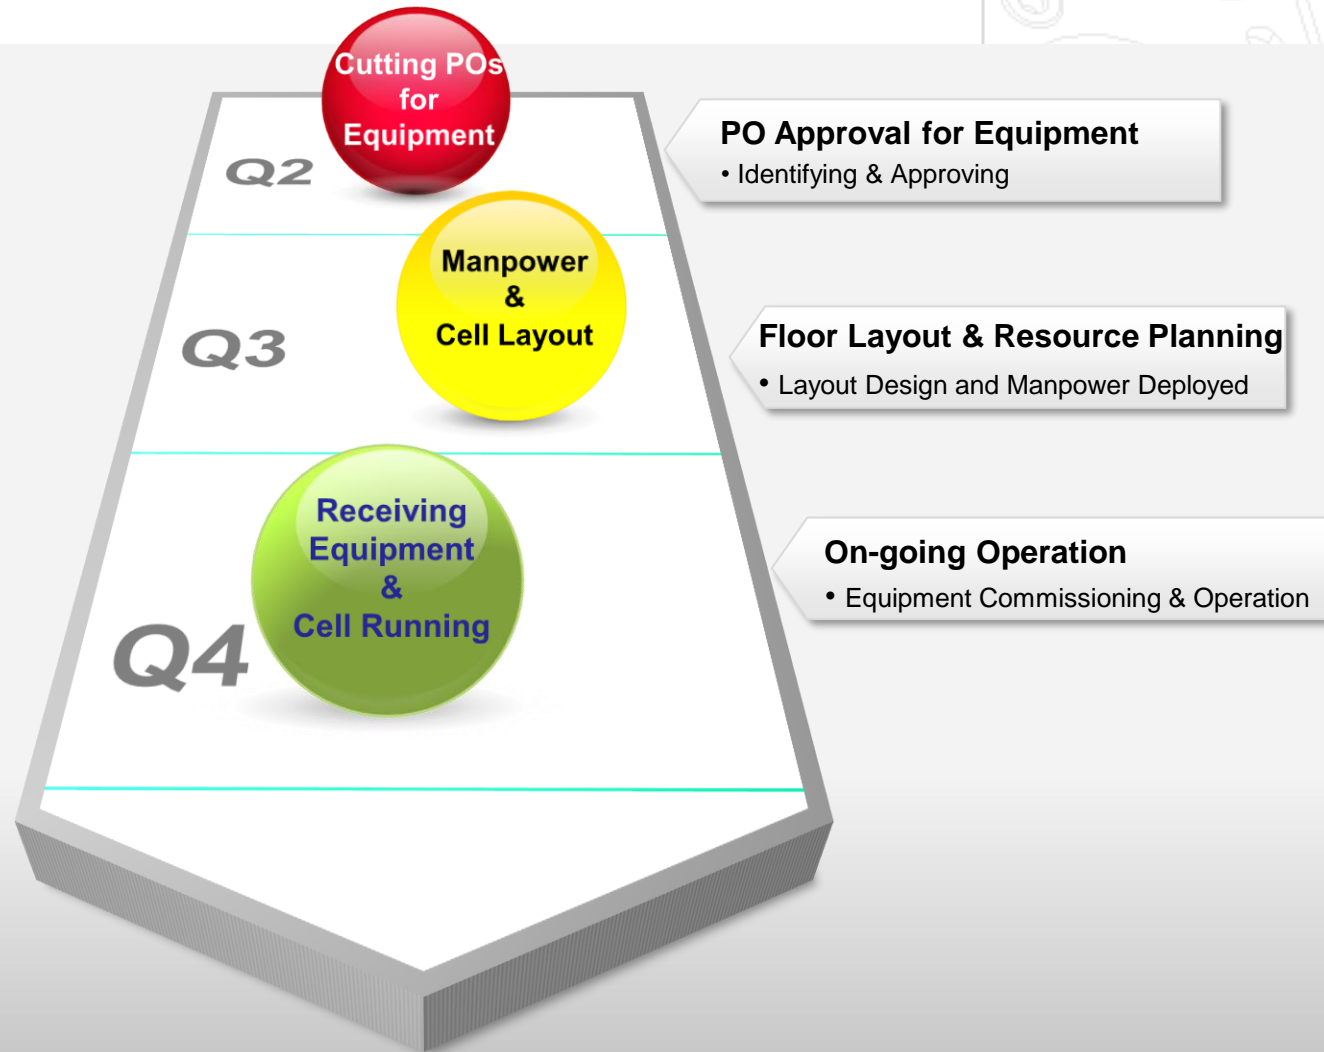 Cutting POs
for
Equipment
Q2
PO Approval for Equipment
• Identifying & Approving
Manpower
&
Cell Layout
Q3
Floor Layout & Resource Planning
• Layout Design and Manpower Deployed
Receiving
Equipment
&
Cell Running
Q4
On-going Operation
• Equipment Commissioning & Operation